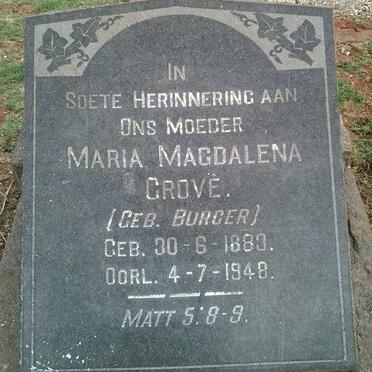 IN
SOETE HERINNERING AAN
ONS MOEDER
MARIA MAGDALENA
GROVÉ.
(GEB. BURGER)
GEB. 30-6-1889.
OORL. 4-7-1948.
MATT 5:8-9.